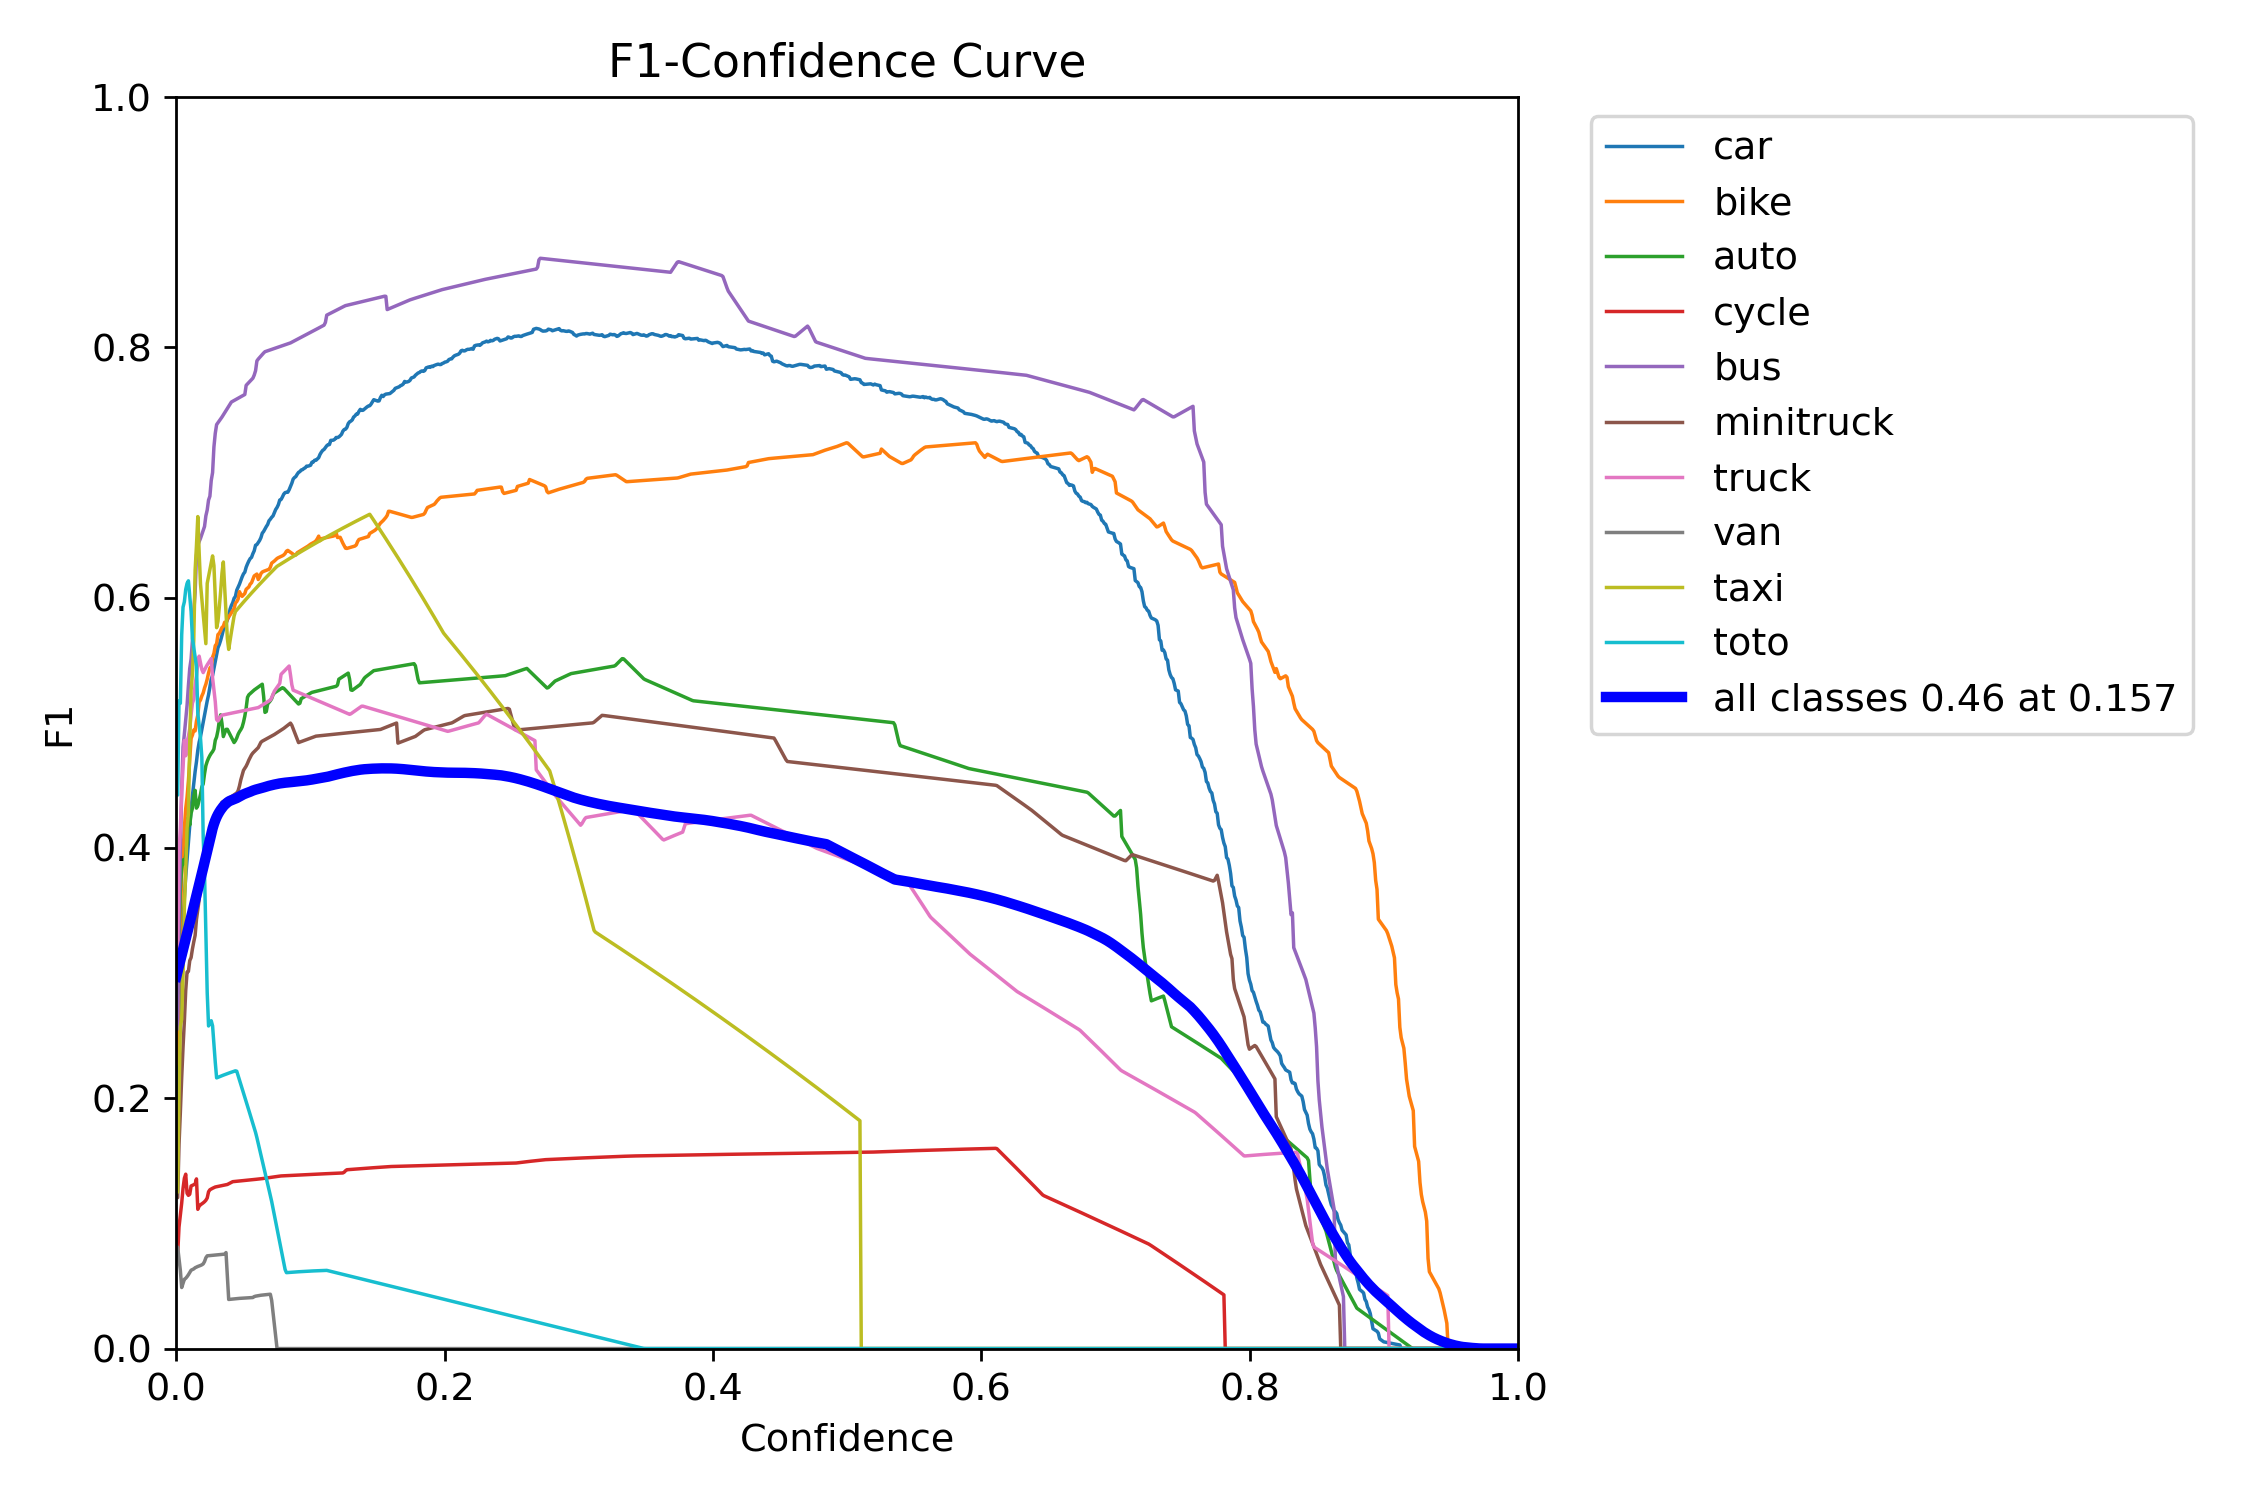 F1-Confidence Curve
1.0
0.8
0.6
0.4
0.2
0.0
F1
0.0 0.2 0.4 0.6 0.8 1.0
Confidence
car
bike
auto
cycle
bus
minitruck
truck
van
taxi
toto
all classes 0.46 at 0.157